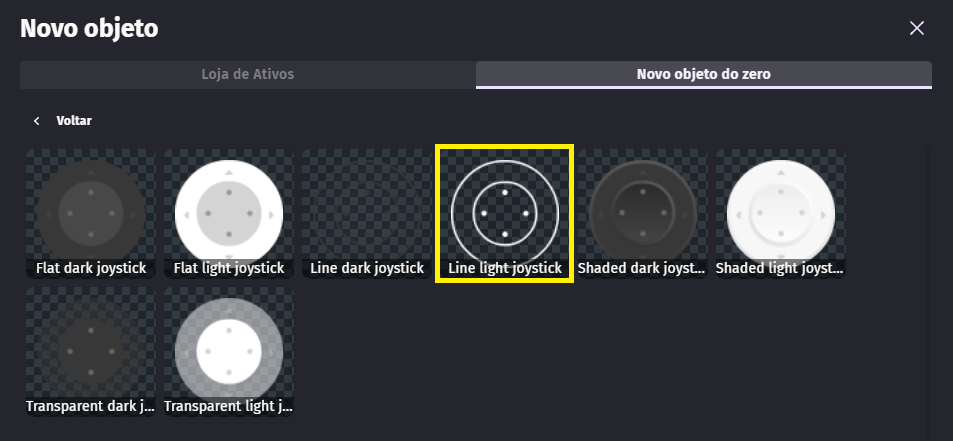 Novo objeto
Loja de Ativos
Novo objeto do zero
Voltar
Flat dark joystick
Flat light joystick
Line dark joystick
Line light joystick
Shaded dark joyst...
Shaded light joyst...
Transparent dark j...
Transparent light j...